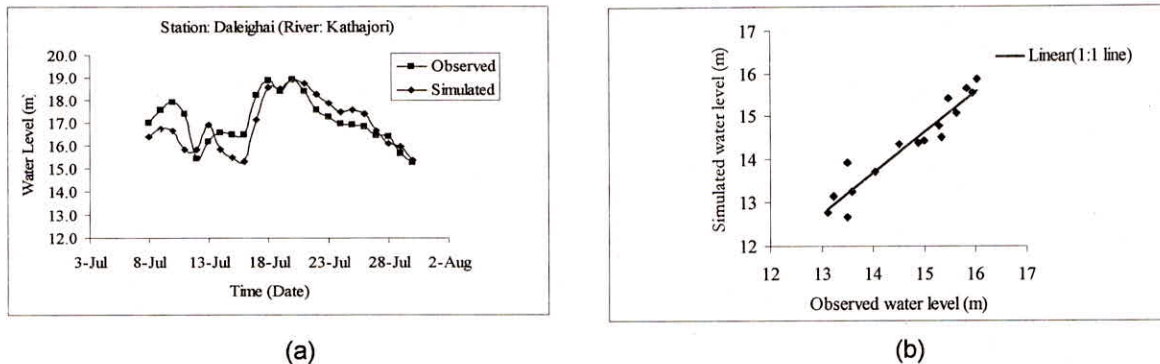 Station: Daleighai (River: Kathajori)
Water Level (m)
20.0
19.0
18.0
17.0
16.0
15.0
14.0
13.0
12.0
Observed
Simulated
3-Jul 8-Jul 13-Jul 18-Jul 23-Jul 28-Jul 2-Aug
Time (Date)
(a)
Simulated water level (m)
17
16
15
14
13
12
Linear(1:1 line)
12 13 14 15 16 17
Observed water level (m)
(b)